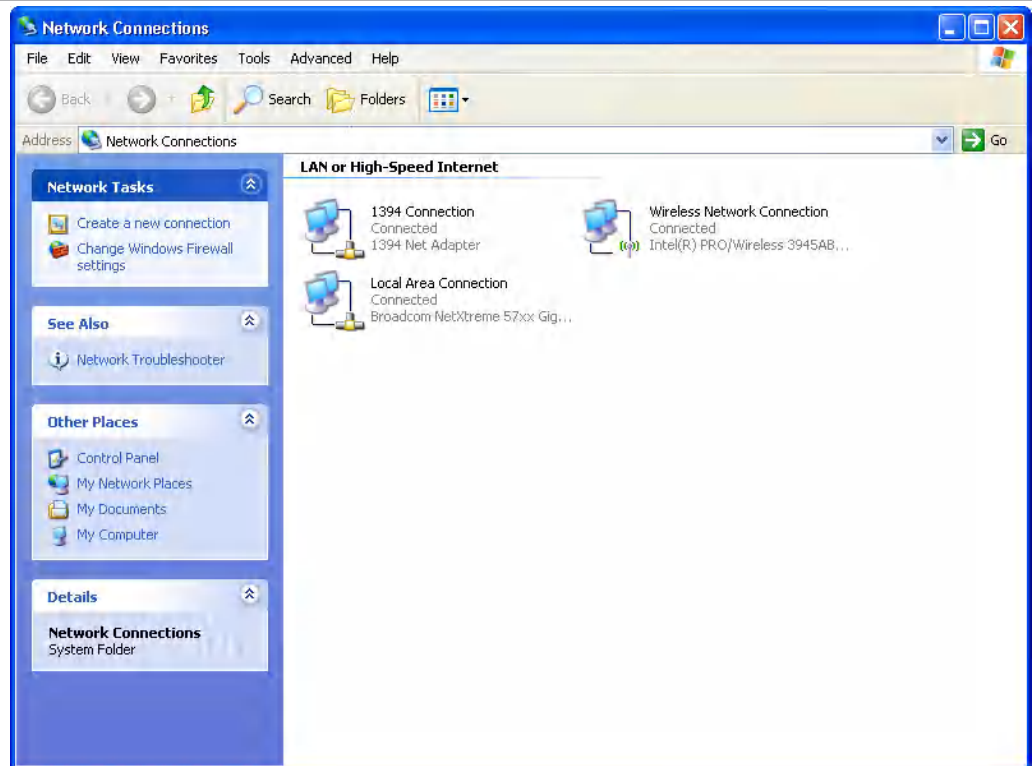 Network Connections
File Edit View Favorites Tools Advanced Help
Back Search Folders
Address Network Connections Go
Network Tasks
Create a new connection
Change Windows Firewall
settings
See Also
Network Troubleshooter
Other Places
Control Panel
My Network Places
My Documents
My Computer
Details
Network Connections
System Folder
LAN or High-Speed Internet
1394 Connection
Connected
1394 Net Adapter
Wireless Network Connection
Connected
Intel(R) PRO/Wireless 3945AB...
Local Area Connection
Connected
Broadcom NetXtreme 57xx Gig...